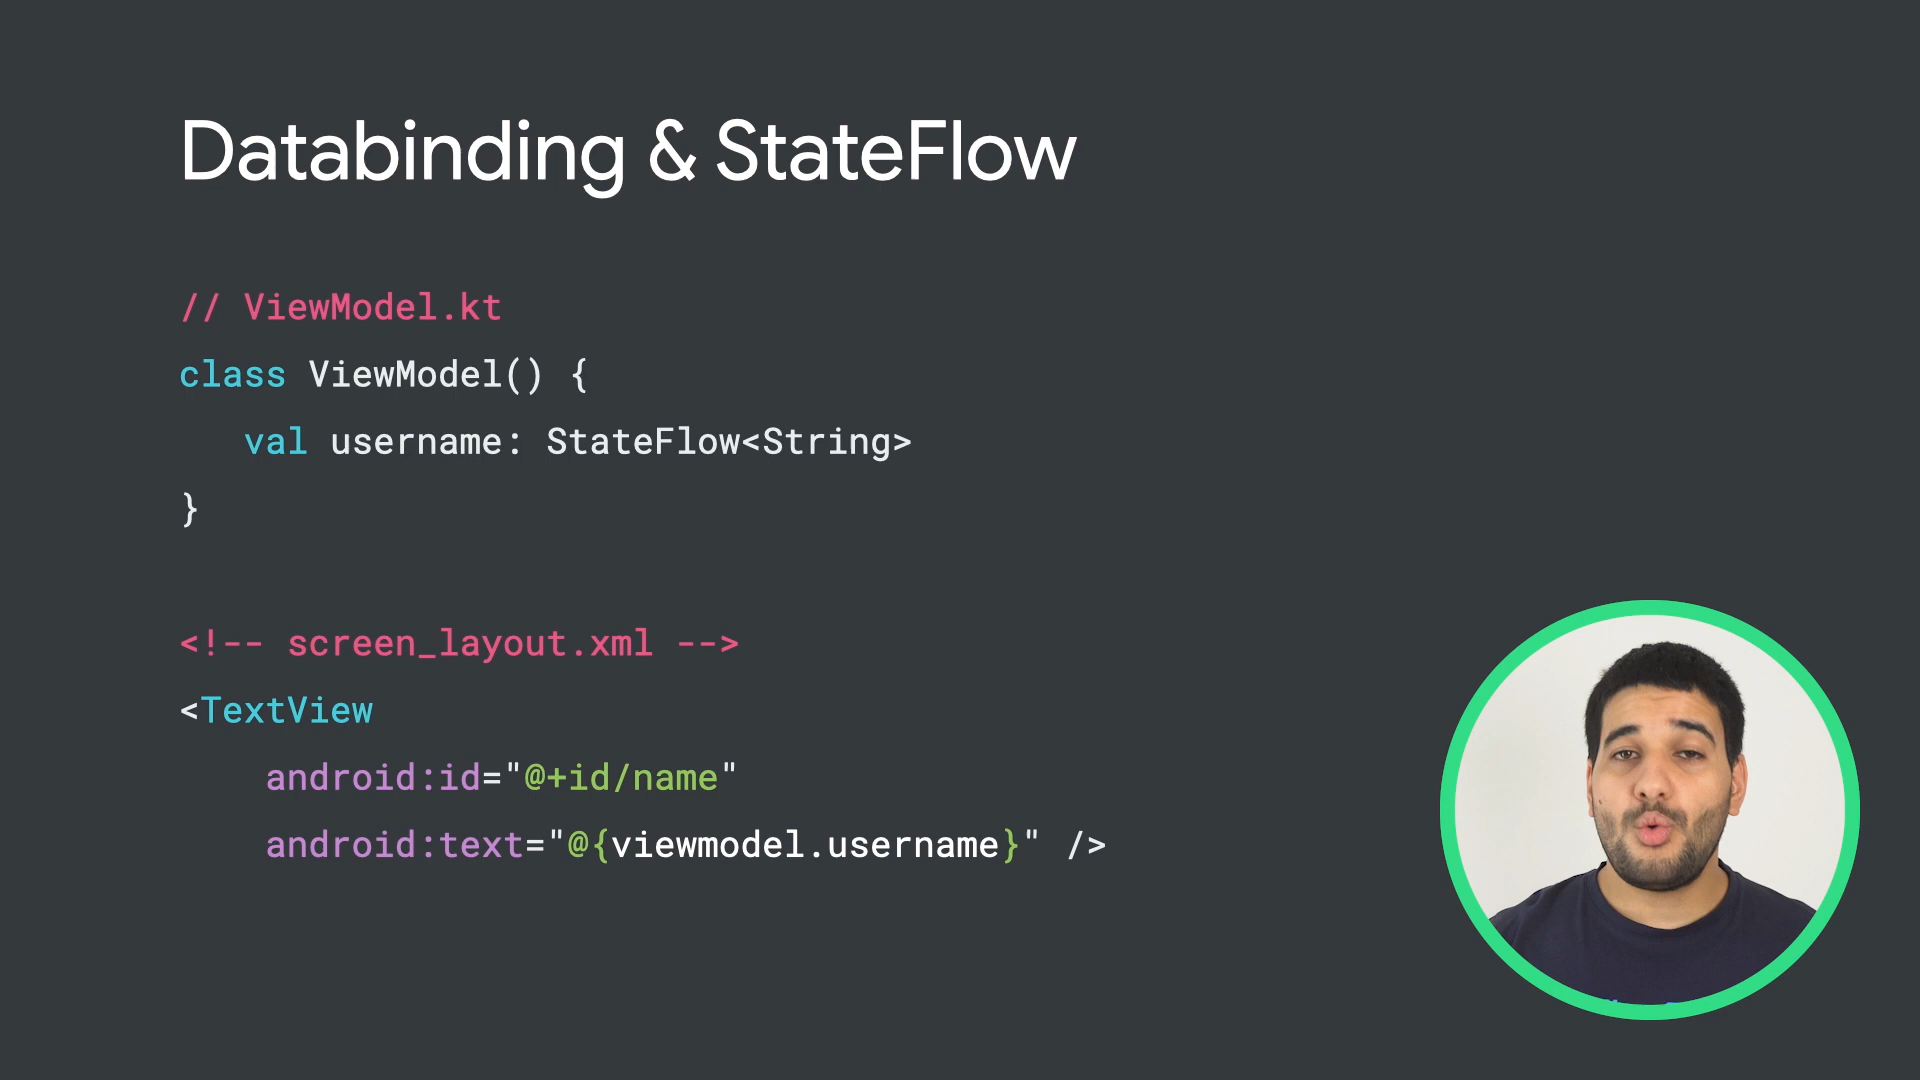 Databinding & StateFlow
// ViewModel.kt
class ViewModel() {
val username: StateFlow<String>
}
<!-- screen_layout.xml -->
<TextView
android:id="@+id/name"
android:text="@{viewmodel.username}" />